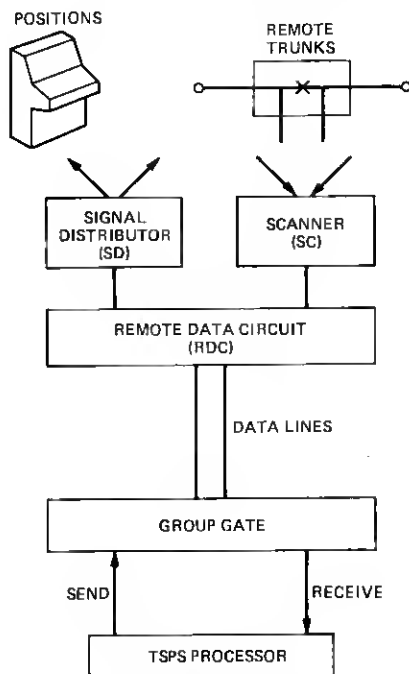 POSITIONS
REMOTE
TRUNKS
SIGNAL
DISTRIBUTOR
(SD)
SCANNER
(SC)
REMOTE DATA CIRCUIT
(RDC)
DATA LINES
GROUP GATE
SEND
RECEIVE
TSPS PROCESSOR